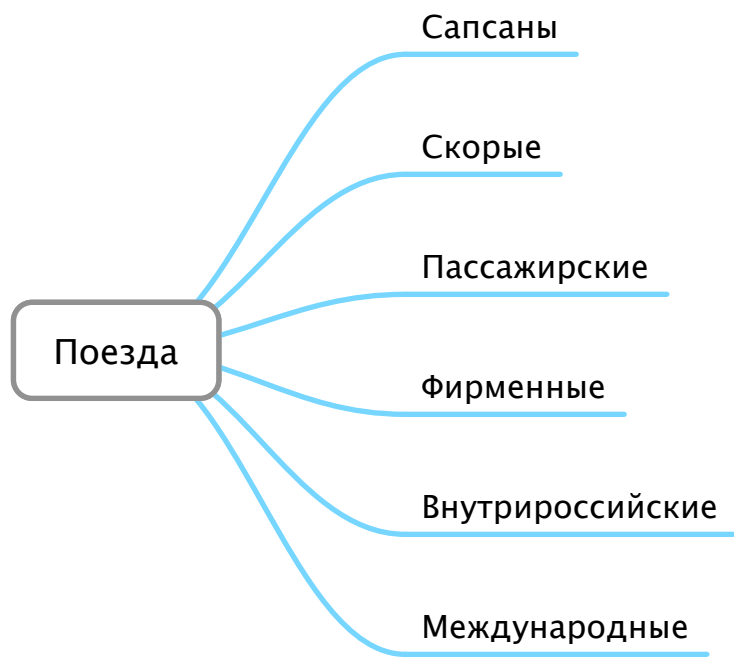 Сапсаны
Скорые
Пассажирские
Поезда
Фирменные
Внутрироссийские
Международные